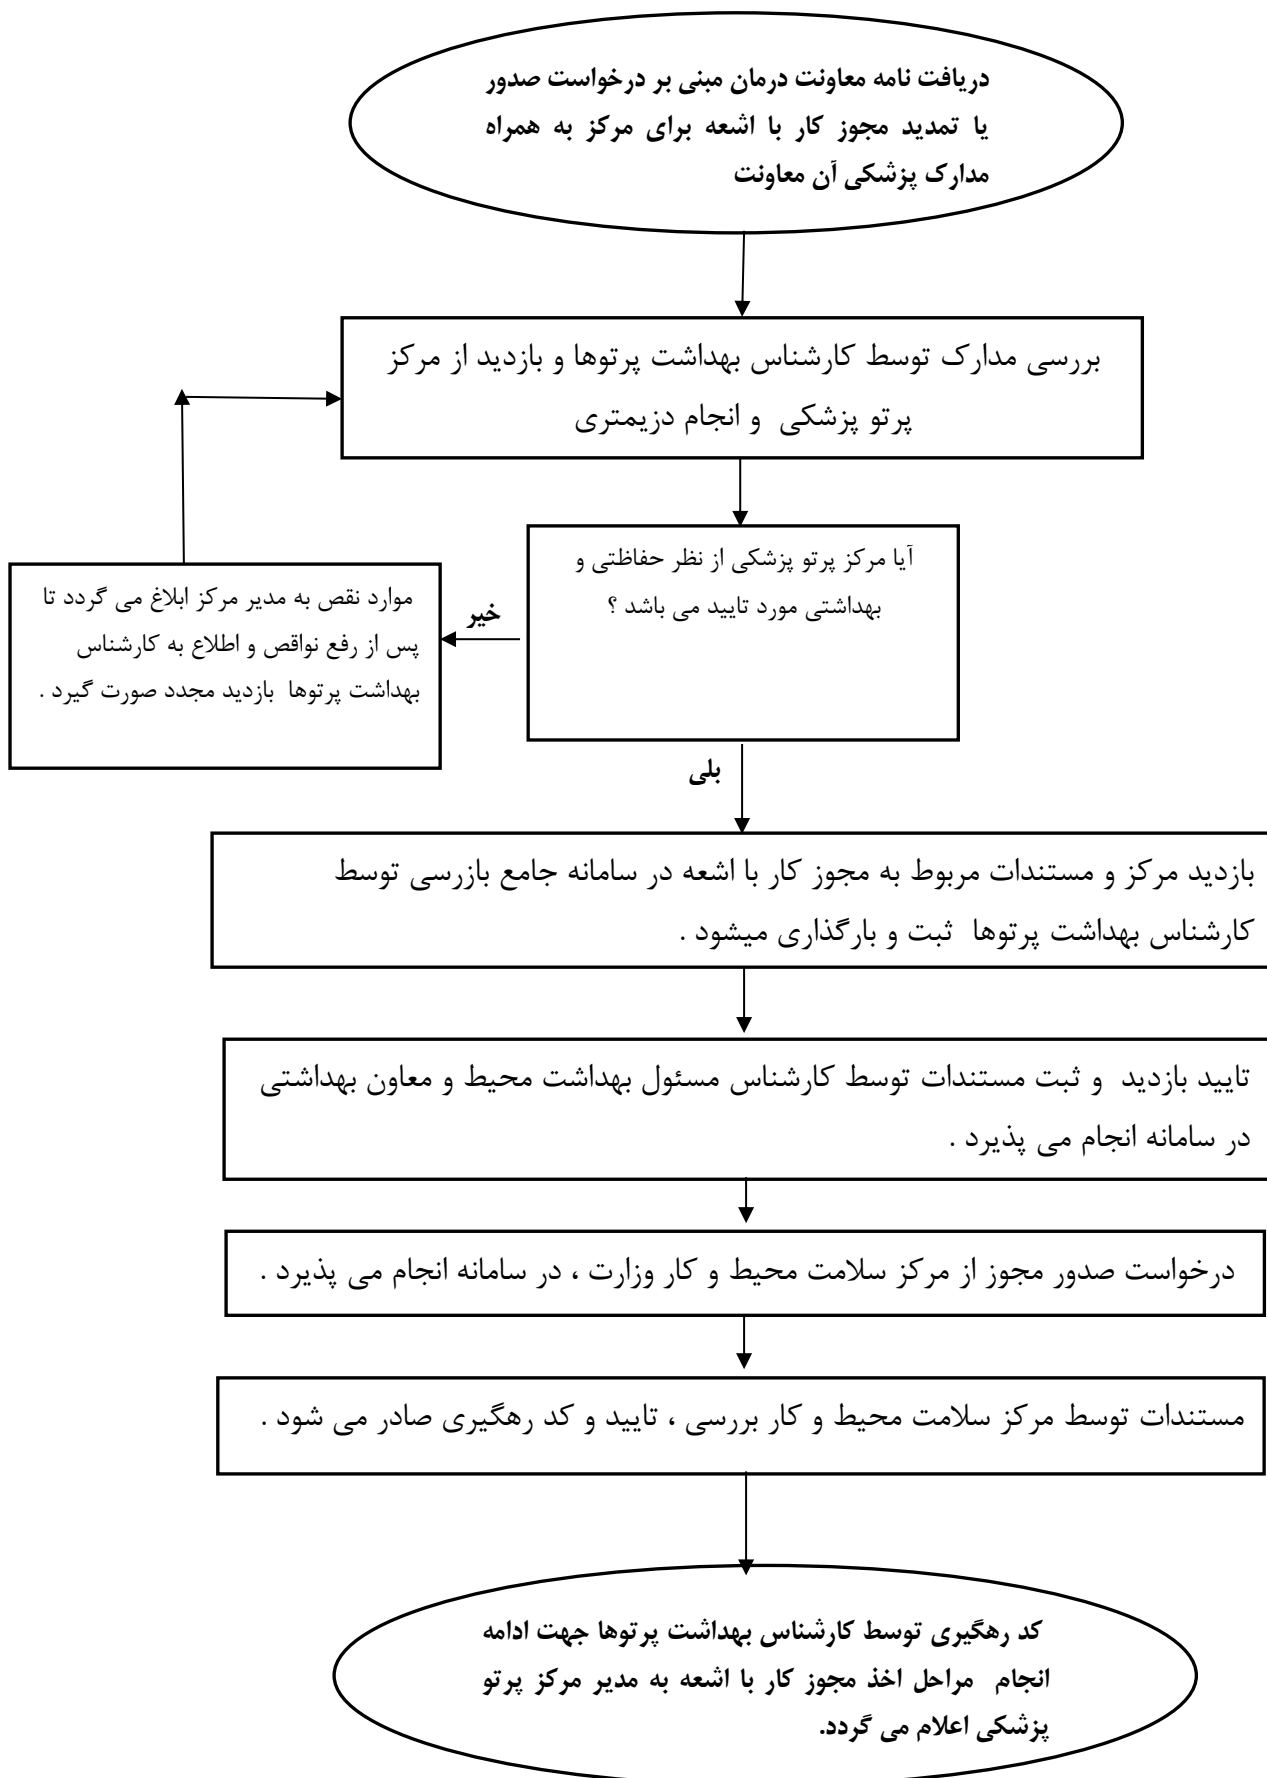 دریافت نامه معاونت درمان مبنی بر درخواست صدور
یا تمدید مجوز کار با اشعه برای مرکز به همراه
مدارک پزشکی آن معاونت
بررسی مدارک توسط کارشناس بهداشت پرتوها و بازدید از مرکز
پرتو پزشکی و انجام دزیمتری
آیا مرکز پرتو پزشکی از نظر حفاظتی و
بهداشتی مورد تایید می باشد ؟
خیر
موارد نقص به مدیر مرکز ابلاغ می گردد تا
پس از رفع نواقص و اطلاع به کارشناس
بهداشت پرتوها بازدید مجدد صورت گیرد .
بلی
بازدید مرکز و مستندات مربوط به مجوز کار با اشعه در سامانه جامع بازرسی توسط
کارشناس بهداشت پرتوها ثبت و بارگذاری میشود .
تایید بازدید و ثبت مستندات توسط کارشناس مسئول بهداشت محیط و معاون بهداشتی
در سامانه انجام می پذیرد .
درخواست صدور مجوز از مرکز سلامت محیط و کار وزارت ، در سامانه انجام می پذیرد .
مستندات توسط مرکز سلامت محیط و کار بررسی ، تایید و کد رهگیری صادر می شود .
کد رهگیری توسط کارشناس بهداشت پرتوها جهت ادامه
انجام مراحل اخذ مجوز کار با اشعه به مدیر مرکز پرتو
پزشکی اعلام می گردد.